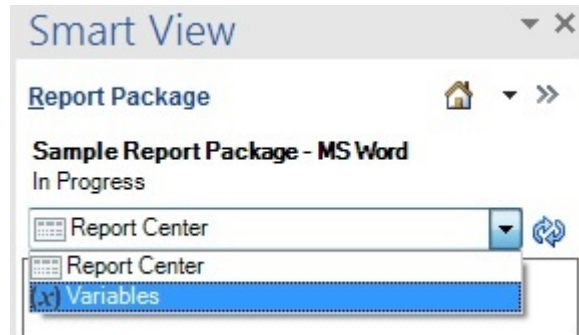 Smart View
Report Package
Sample Report Package - MS Word
In Progress
Report Center
Report Center
(x) Variables